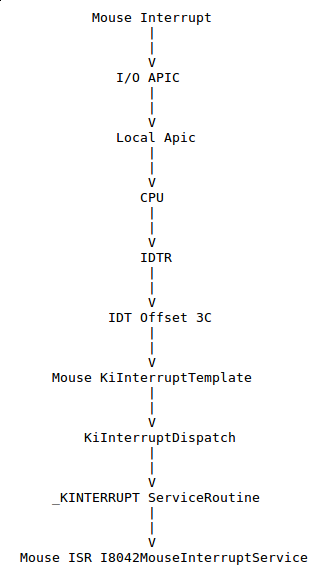 Mouse Interrupt
|
|
V
I/O APIC
|
|
V
Local Apic
|
|
V
CPU
|
|
V
IDTR
|
|
V
IDT Offset 3C
|
|
V
Mouse KiInterruptTemplate
|
|
V
KiInterruptDispatch
|
|
V
_KINTERRUPT ServiceRoutine
|
|
V
Mouse ISR I8042MouseInterruptService